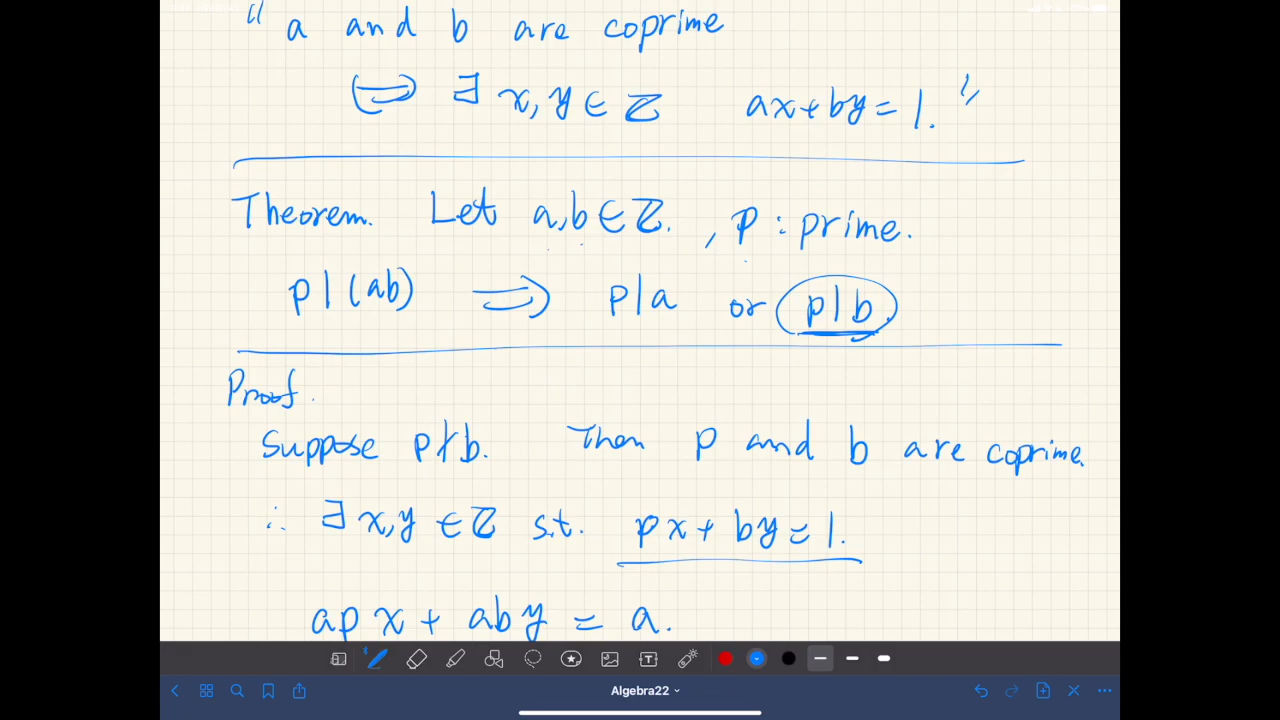 "a and b are coprime
⟺ ∃ x, y ∈ ℤ ax+by=1."
Theorem. Let a,b ∈ ℤ. , p : prime.
p|(ab) ⟹ p|a or p|b.
Proof.
Suppose p∤b. Then p and b are coprime.
∴ ∃ x,y ∈ ℤ s.t. px+by=1.
apx + aby = a.
T
Algebra22